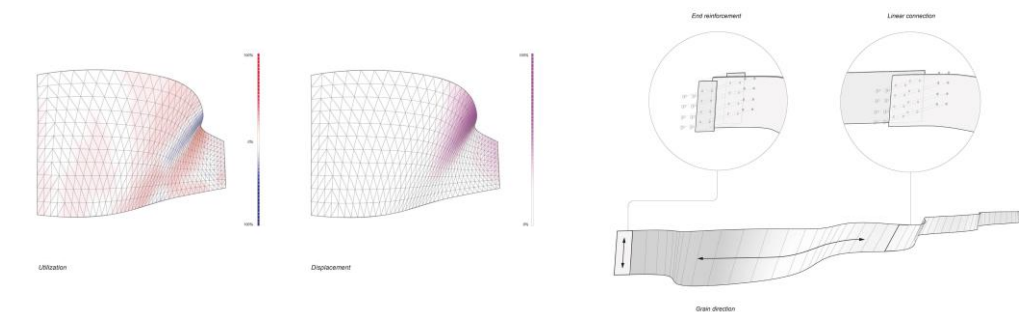 End reinforcement
Linear connection
100%
0%
100%
100%
0%
Utilization
Displacement
Grain direction